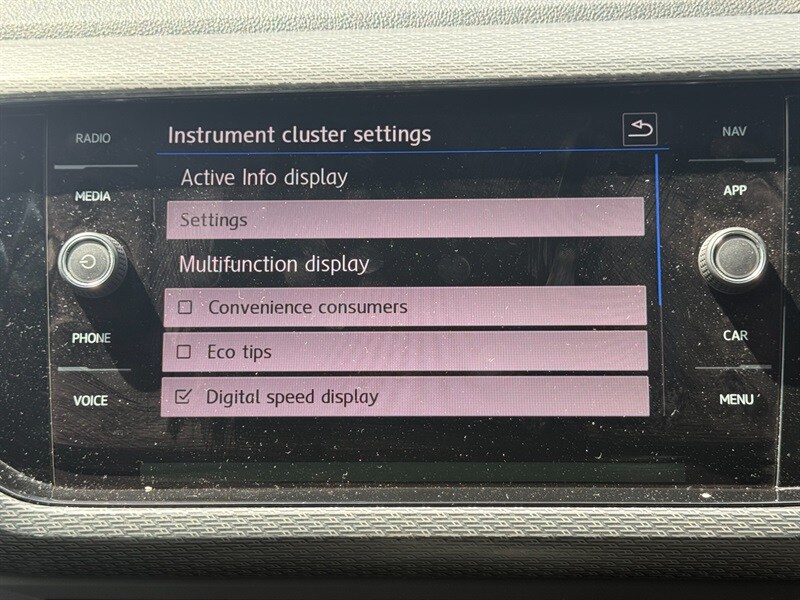 RADIO
MEDIA
PHONE
VOICE
Instrument cluster settings
Active Info display
Settings
Multifunction display
Convenience consumers
Eco tips
Digital speed display
NAV
APP
CAR
MENU